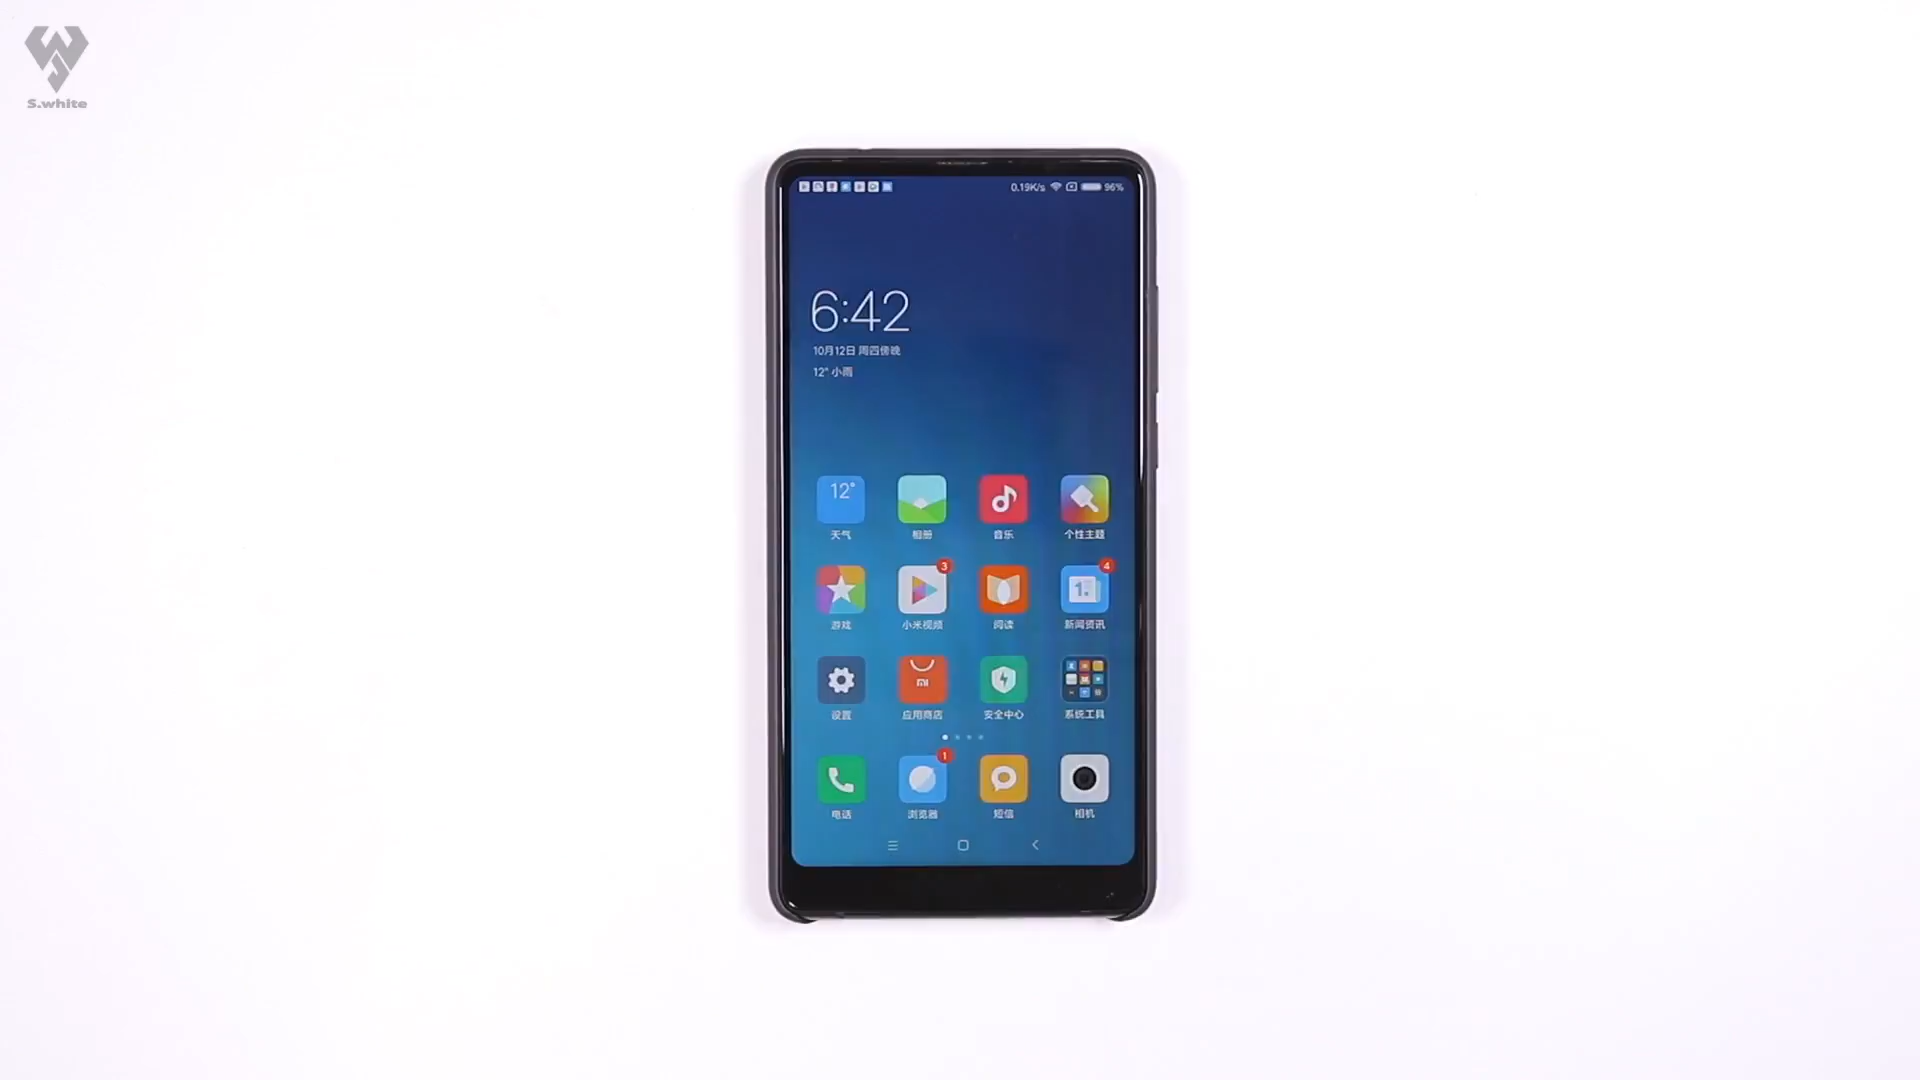 S.white
0.19K/s 96%
6:42
10月12日 周四傍晚
12° 小雨
12°
天气 相册 音乐 个性主题
3 4
1.
游戏 小米视频 阅读 新闻资讯
MI
设置 应用商店 安全中心 系统工具
1
电话 浏览器 短信 相机